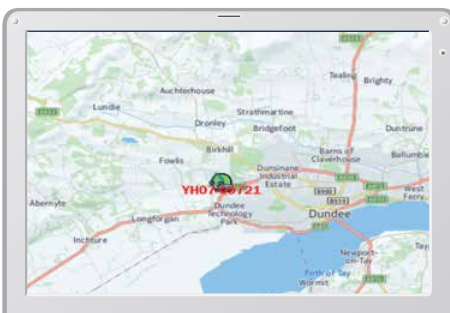 Tealing
Brighty
Auchterhouse
Lundie
Strathmartine
Dronley
Bridgefoot
Duntrune
Birkhill
Barns of
Claverhouse
Fowlis
Ballumbie
Dunsinane
Industrial
Estate
West
Ferry
Abernyte
Longforgan
Dundee
Technology
Park
Dundee
Inchture
Newport-
on-Tay
Tay
Firth of Tay
Wormit